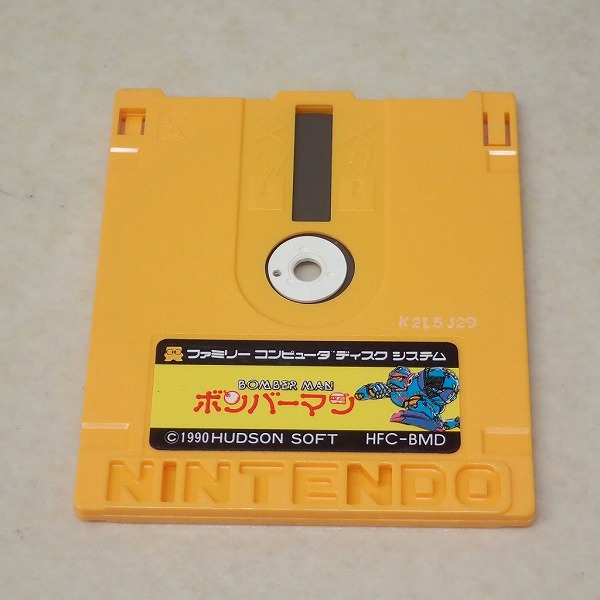 K215J29
ファミリー コンピュータ ディスク システム
BOMBER MAN
ボンバーマン
©1990 HUDSON SOFT HFC-BMD
NINTENDO